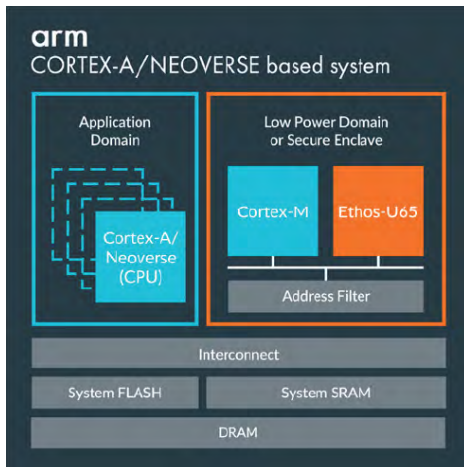 arm
CORTEX-A/NEOVERSE based system
Application
Domain
Cortex-A/
Neoverse
(CPU)
Low Power Domain
or Secure Enclave
Cortex-M
Ethos-U65
Address Filter
Interconnect
System FLASH
System SRAM
DRAM